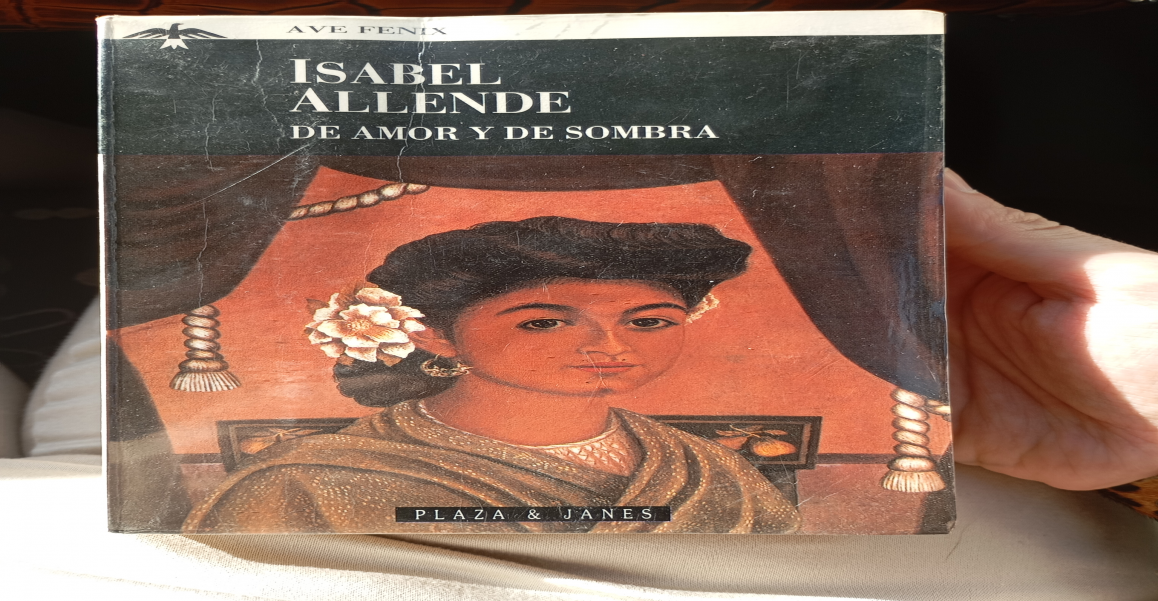 AVE FENIX
ISABEL
ALLENDE
DE AMOR Y DE SOMBRA
PLAZA & JANES